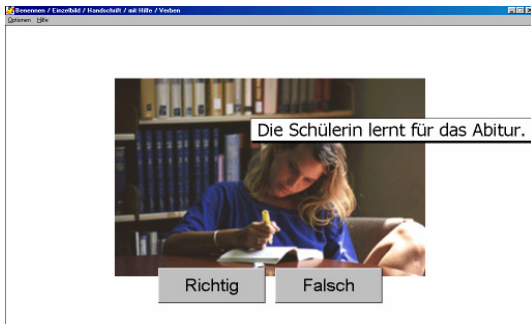 Benennen / Einzelbild / Handschrift / mit Hilfe / Verben
Optionen Hilfe
Die Schülerin lernt für das Abitur.
Richtig Falsch